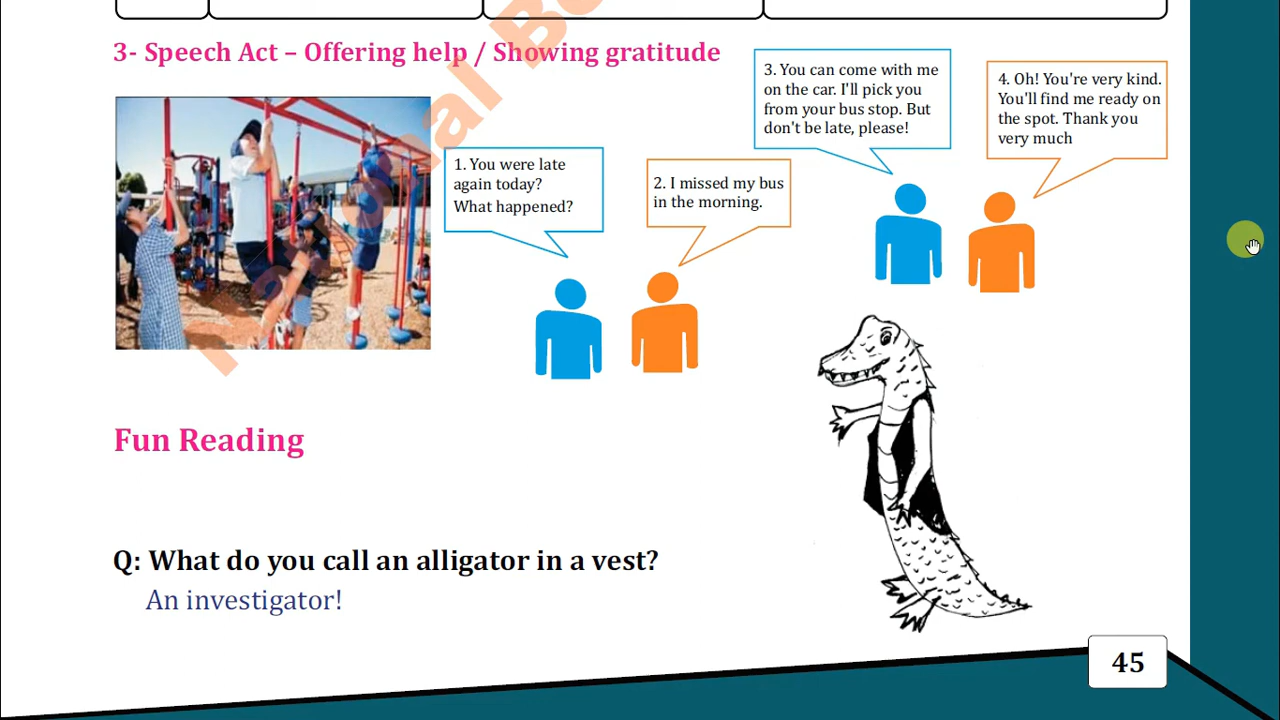 3- Speech Act – Offering help / Showing gratitude
1. You were late
again today?
What happened?
2. I missed my bus
in the morning.
3. You can come with me
on the car. I'll pick you
from your bus stop. But
don't be late, please!
4. Oh! You're very kind.
You'll find me ready on
the spot. Thank you
very much
Fun Reading
Q: What do you call an alligator in a vest?
An investigator!
45